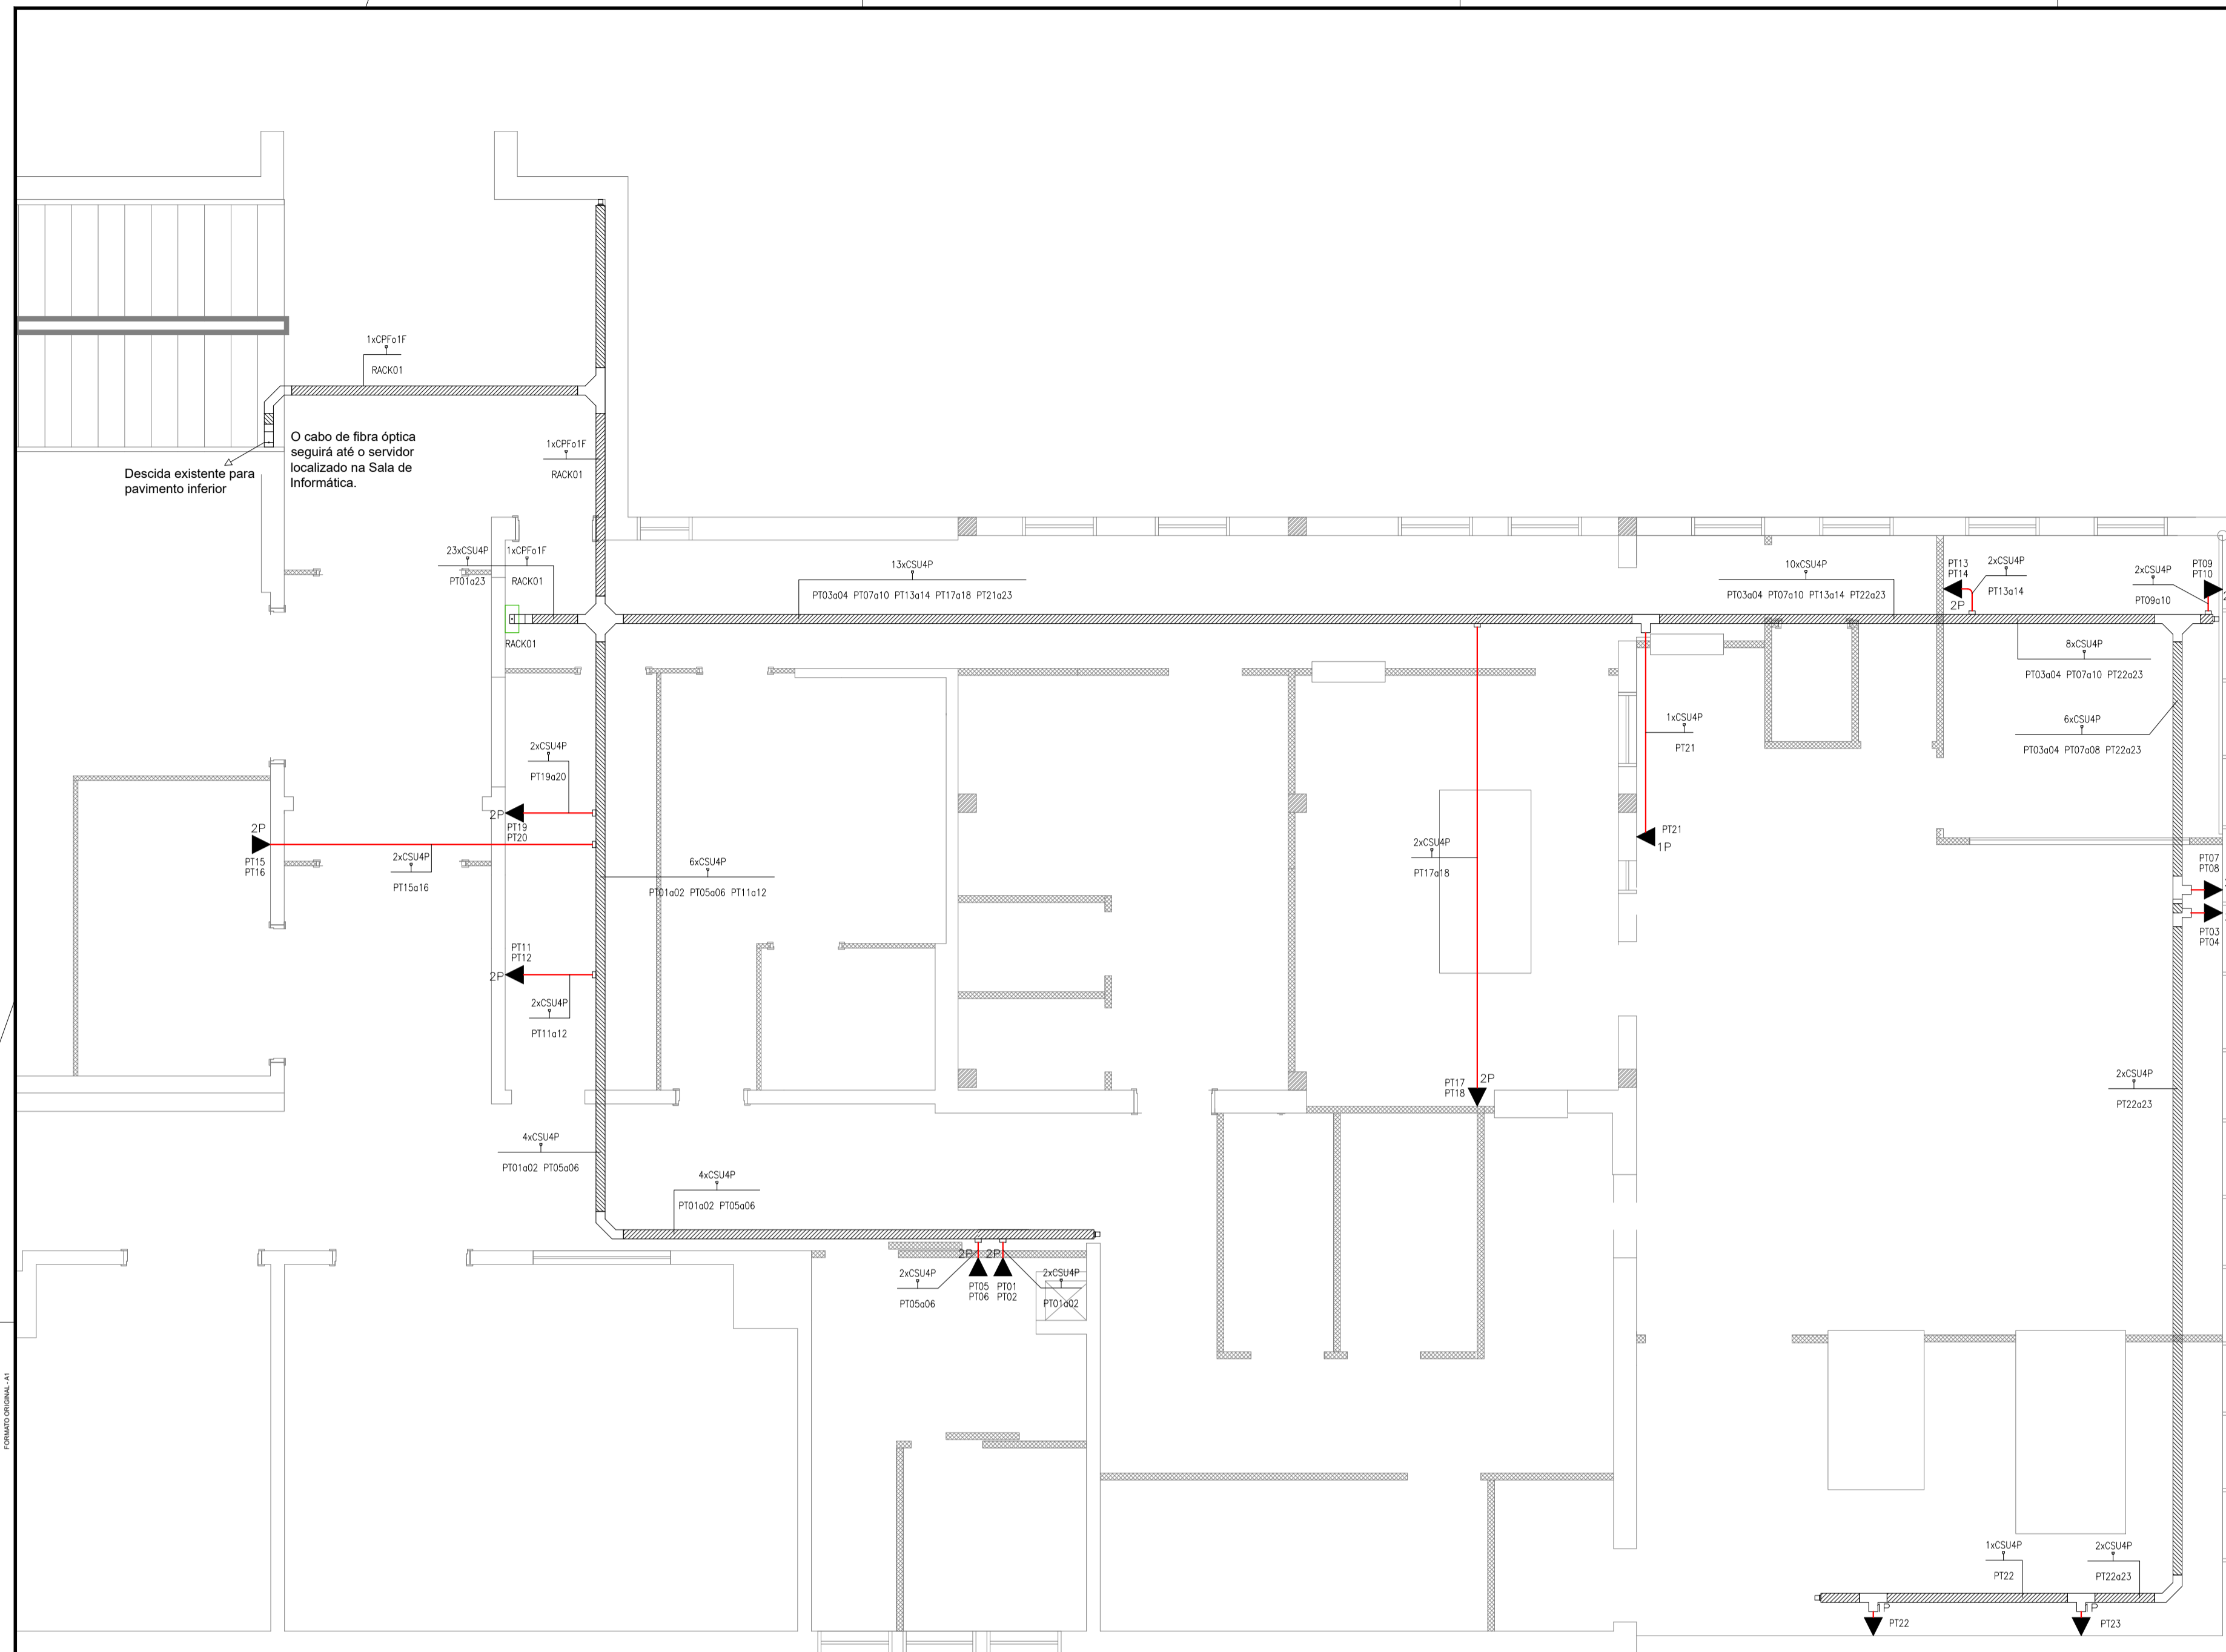 1xCPFo1F
RACK01
O cabo de fibra óptica
seguirá até o servidor
localizado na Sala de
Informática.
Descida existente para
pavimento inferior
1xCPFo1F
RACK01
23xCSU4P
PT01a23
1xCPFo1F
RACK01
RACK01
13xCSU4P
PT03a04 PT07a10 PT13a14 PT17a18 PT21a23
10xCSU4P
PT03a04 PT07a10 PT13a14 PT22a23
PT13
PT14
2P
2xCSU4P
PT13a14
2xCSU4P
PT09a10
PT09
PT10
8xCSU4P
PT03a04 PT07a10 PT22a23
6xCSU4P
PT03a04 PT07a08 PT22a23
1xCSU4P
PT21
PT21
1P
2xCSU4P
PT19a20
2P
PT19
PT20
2P
PT15
PT16
2xCSU4P
PT15a16
6xCSU4P
PT01a02 PT05a06 PT11a12
2xCSU4P
PT17a18
PT07
PT08
PT03
PT04
PT11
PT12
2P
2xCSU4P
PT11a12
PT17
PT18
2P
2xCSU4P
PT22a23
4xCSU4P
PT01a02 PT05a06
4xCSU4P
PT01a02 PT05a06
2P
2P
2xCSU4P
PT05a06
PT05
PT06
PT01
PT02
2xCSU4P
PT01a02
FORMATO ORIGINAL - A1
1xCSU4P
PT22
2xCSU4P
PT22a23
PT22
PT23